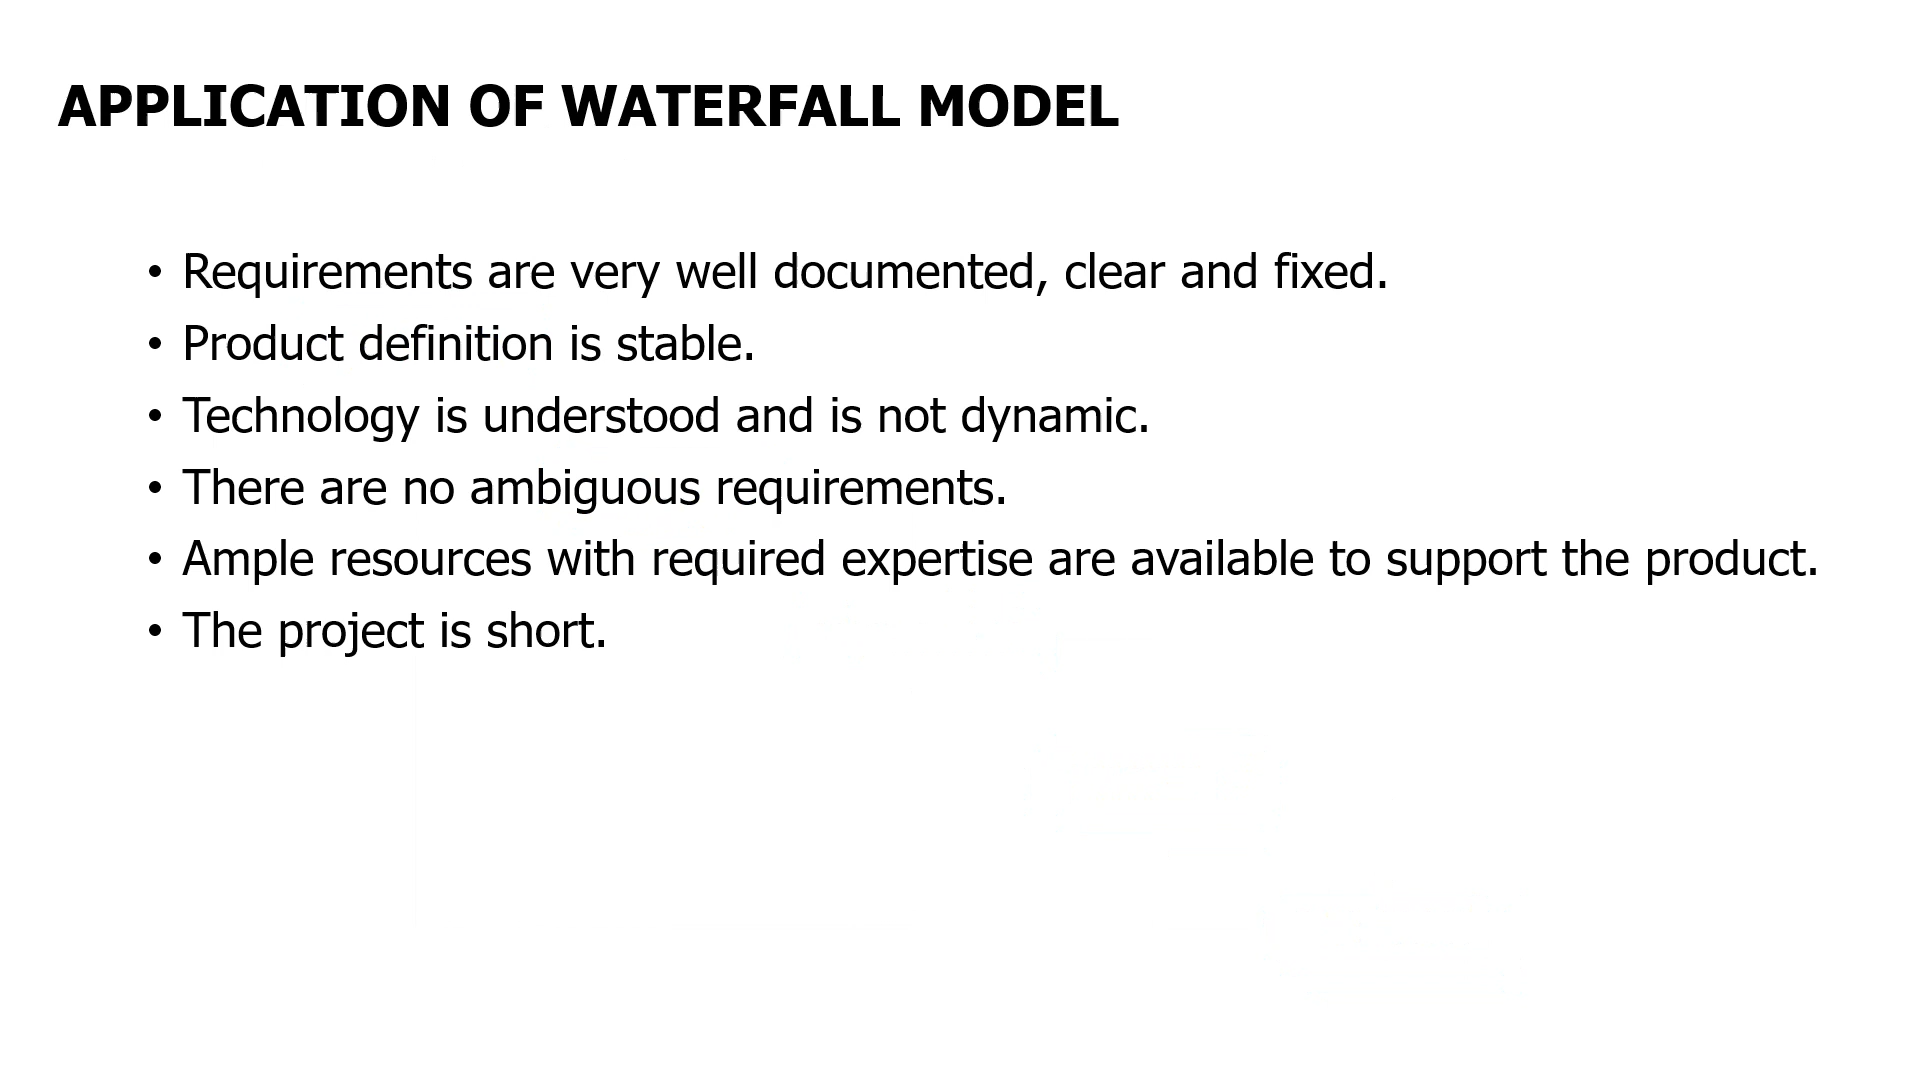 APPLICATION OF WATERFALL MODEL
• Requirements are very well documented, clear and fixed.
• Product definition is stable.
• Technology is understood and is not dynamic.
• There are no ambiguous requirements.
• Ample resources with required expertise are available to support the product.
• The project is short.